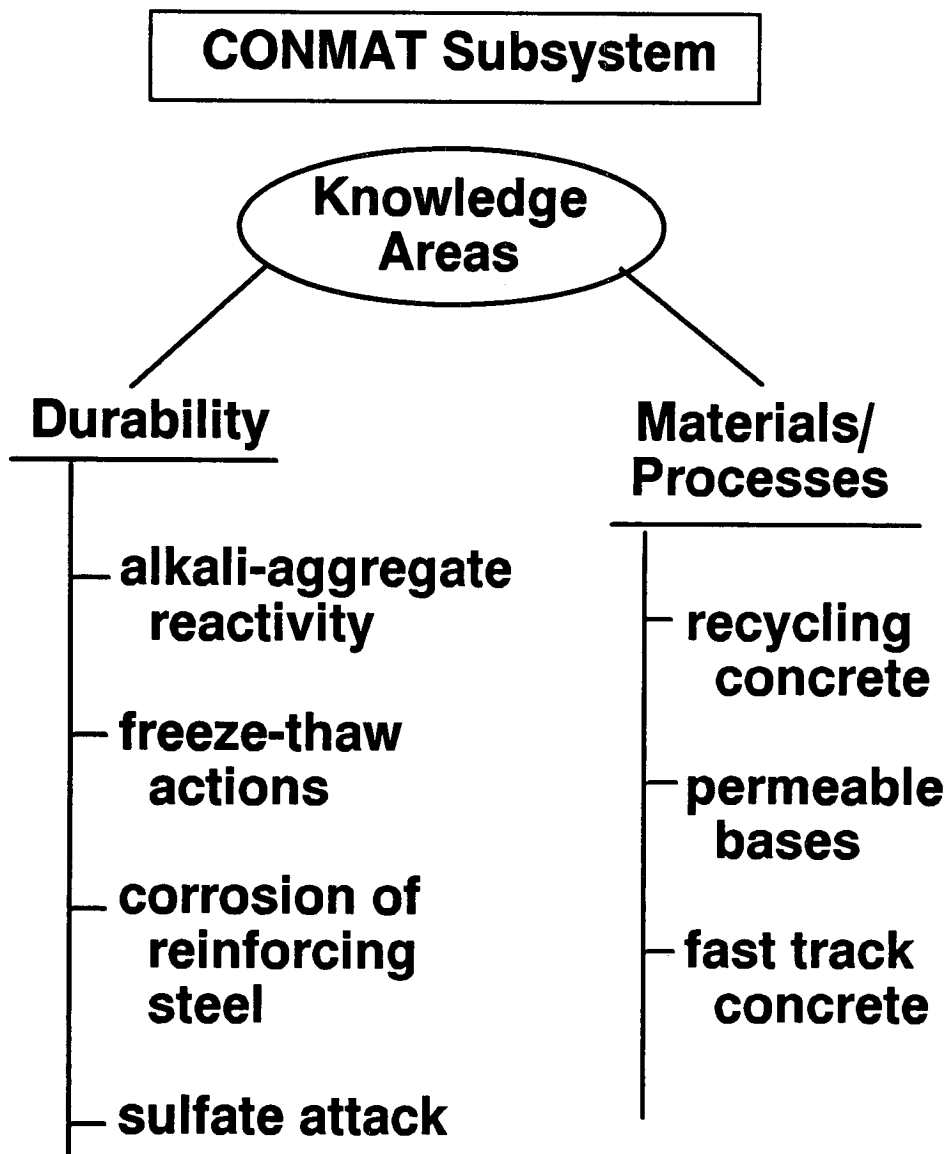 CONMAT Subsystem
Knowledge
Areas
Durability
alkali-aggregate
reactivity
freeze-thaw
actions
corrosion of
reinforcing
steel
sulfate attack
Materials/
Processes
recycling
concrete
permeable
bases
fast track
concrete